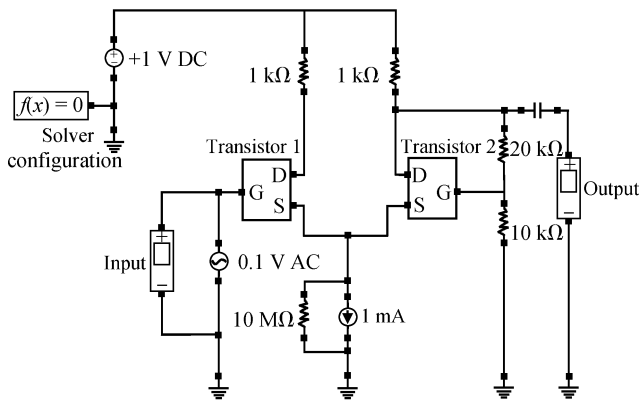 +1 V DC
1 kΩ
1 kΩ
f(x) = 0
Solver
configuration
Transistor 1
Transistor 2
20 kΩ
D
G
S
D
G
S
Output
10 kΩ
Input
0.1 V AC
10 MΩ
1 mA